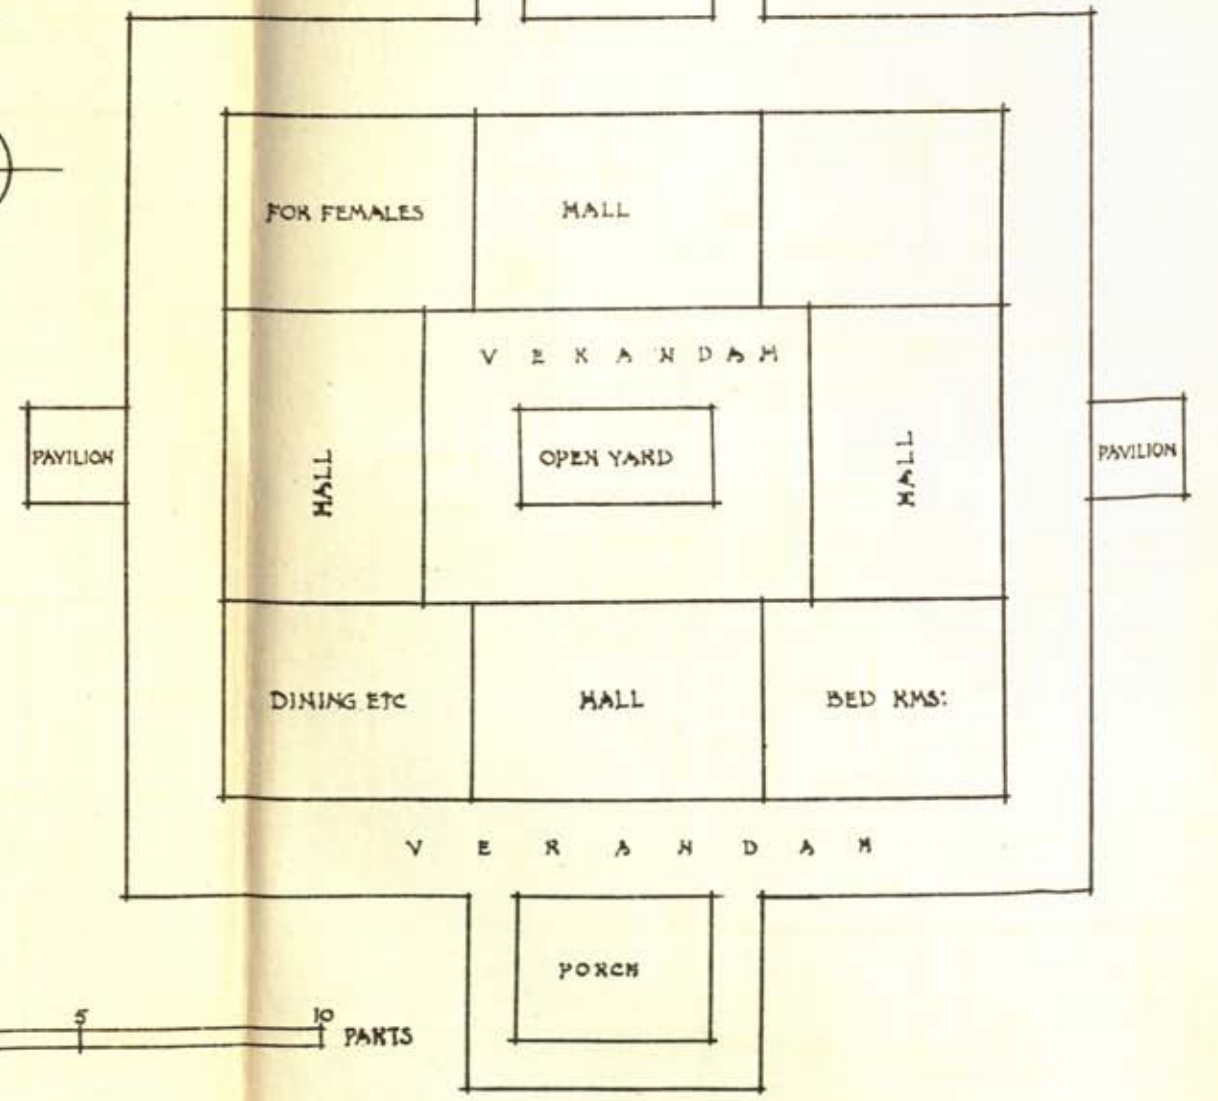 FOR FEMALES
HALL
VERANDAH
PAVILION
HALL
OPEN YARD
HALL
PAVILION
DINING ETC
HALL
BED RMS:
VERANDAH
PORCH
5 10 PARTS